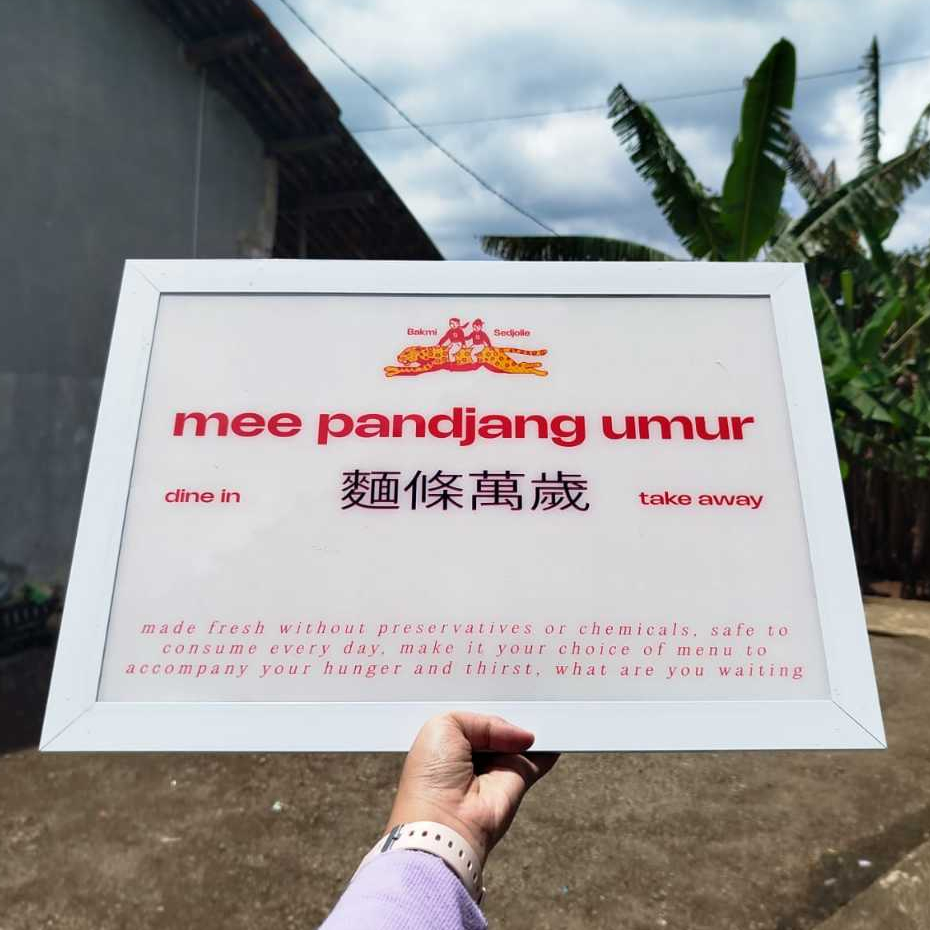 Bakmi Sedjolie
mee pandjang umur
dine in 麵條萬歲 take away
made fresh without preservatives or chemicals, safe to
consume every day, make it your choice of menu to
accompany your hunger and thirst, what are you waiting